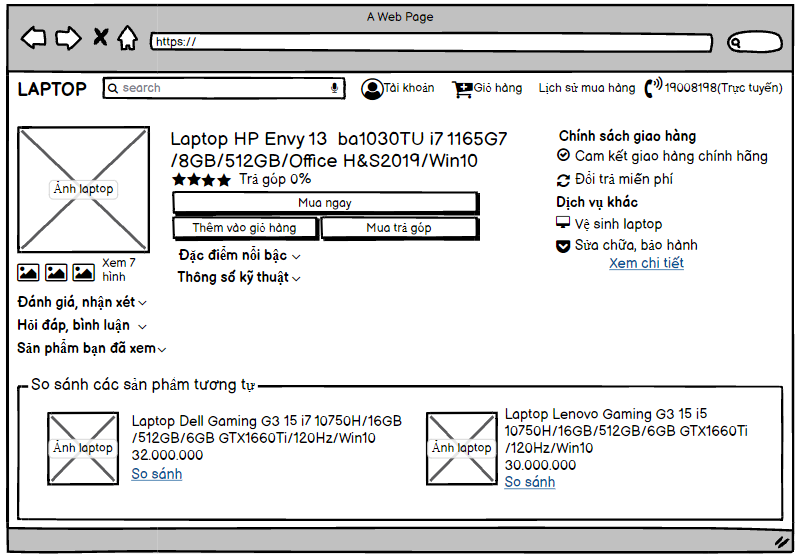 A Web Page
https://
LAPTOP
search
Tài khoản
Giỏ hàng
Lịch sử mua hàng
19008198(Trực tuyến)
Ảnh laptop
Xem 7
hình
Laptop HP Envy 13 ba1030TU i7 1165G7
/8GB/512GB/Office H&S2019/Win10
Trả góp 0%
Mua ngay
Thêm vào giỏ hàng
Mua trả góp
Đặc điểm nổi bậc
Thông số kỹ thuật
Chính sách giao hàng
Cam kết giao hàng chính hãng
Đổi trả miễn phí
Dịch vụ khác
Vệ sinh laptop
Sửa chữa, bảo hành
Xem chi tiết
Đánh giá, nhận xét
Hỏi đáp, bình luận
Sản phẩm bạn đã xem
So sánh các sản phẩm tương tự
Ảnh laptop
Laptop Dell Gaming G3 15 i7 10750H/16GB
/512GB/6GB GTX1660Ti/120Hz/Win10
32.000.000
So sánh
Ảnh laptop
Laptop Lenovo Gaming G3 15 i5
10750H/16GB/512GB/6GB GTX1660Ti
/120Hz/Win10
30.000.000
So sánh